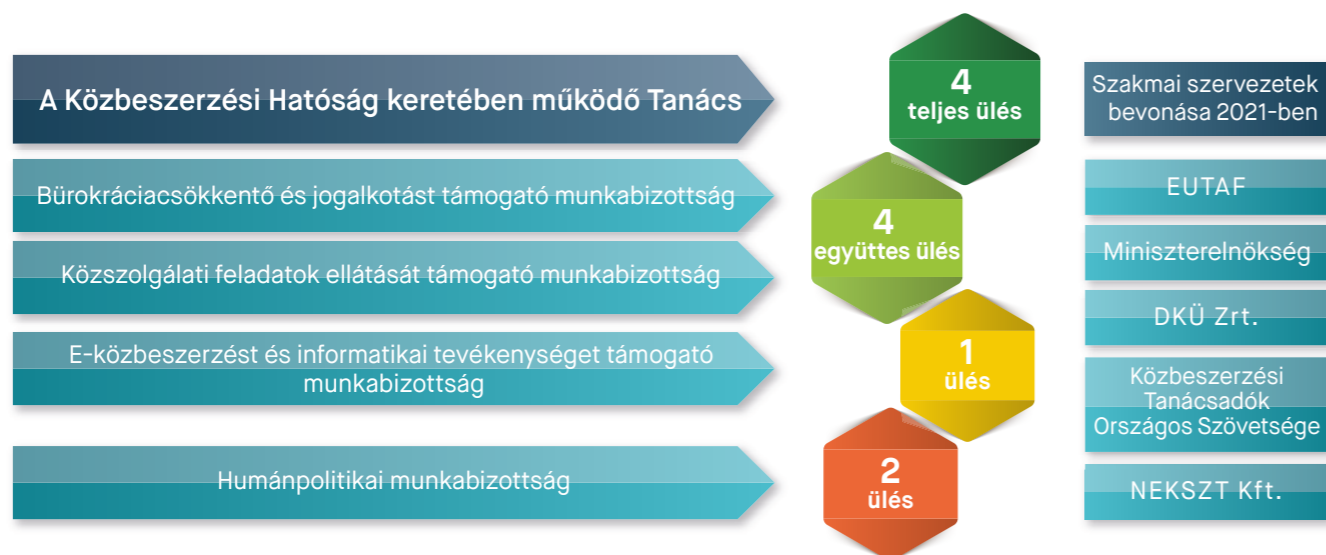 A Közbeszerzési Hatóság keretében működő Tanács
4
teljes ülés
Bürokráciacsökkentő és jogalkotást támogató munkabizottság
Közszolgálati feladatok ellátását támogató munkabizottság
4
együttes ülés
E-közbeszerzést és informatikai tevékenységet támogató
munkabizottság
1
ülés
Humánpolitikai munkabizottság
2
ülés
Szakmai szervezetek
bevonása 2021-ben
EUTAF
Miniszterelnökség
DKÜ Zrt.
Közbeszerzési
Tanácsadók
Országos Szövetsége
NEKSZT Kft.